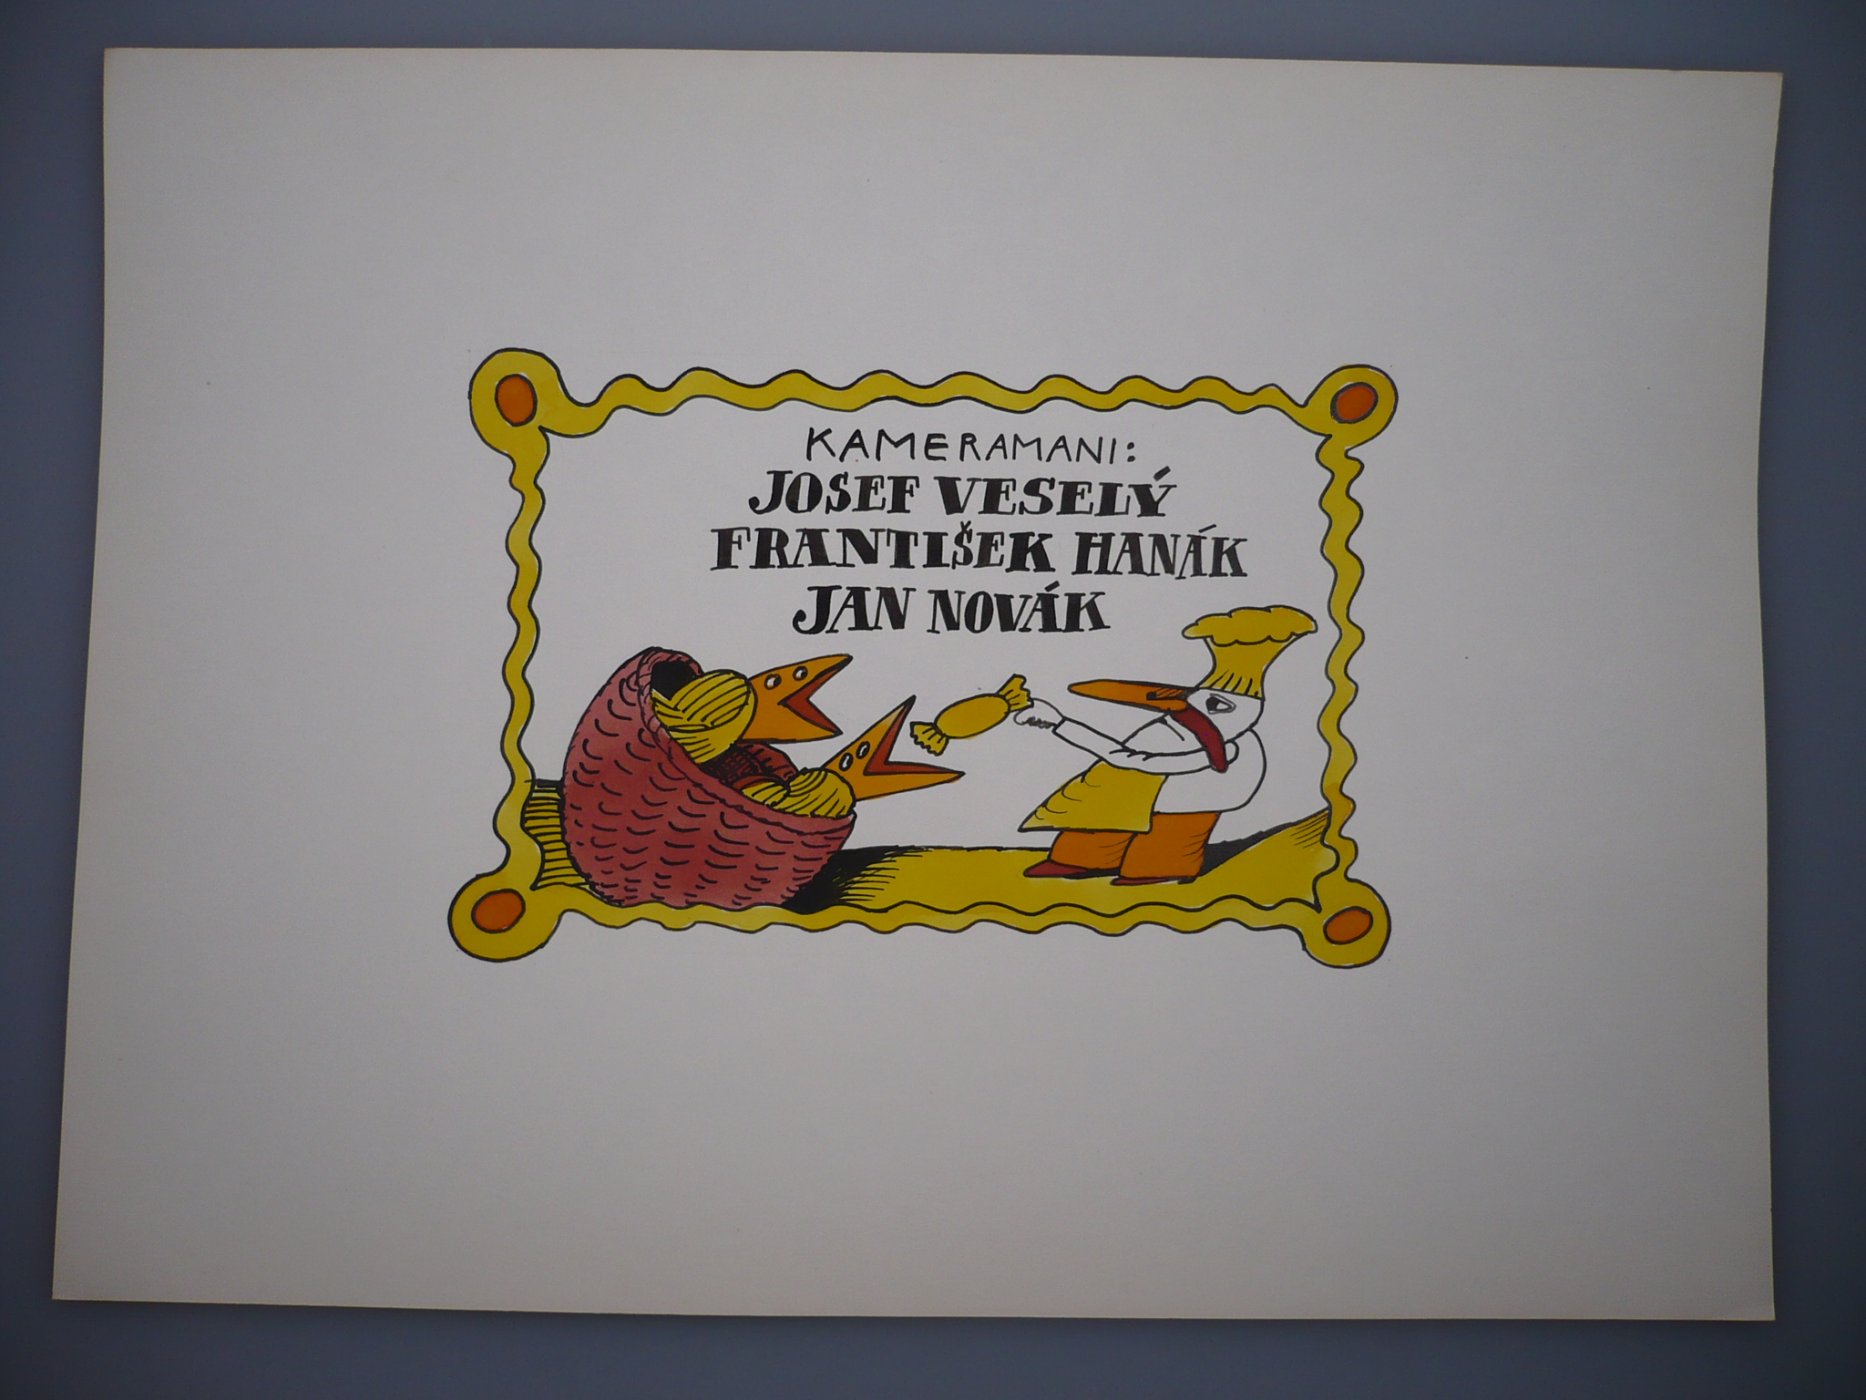 KAMERAMANI:
JOSEF VESELÝ
FRANTIŠEK HANÁK
JAN NOVÁK